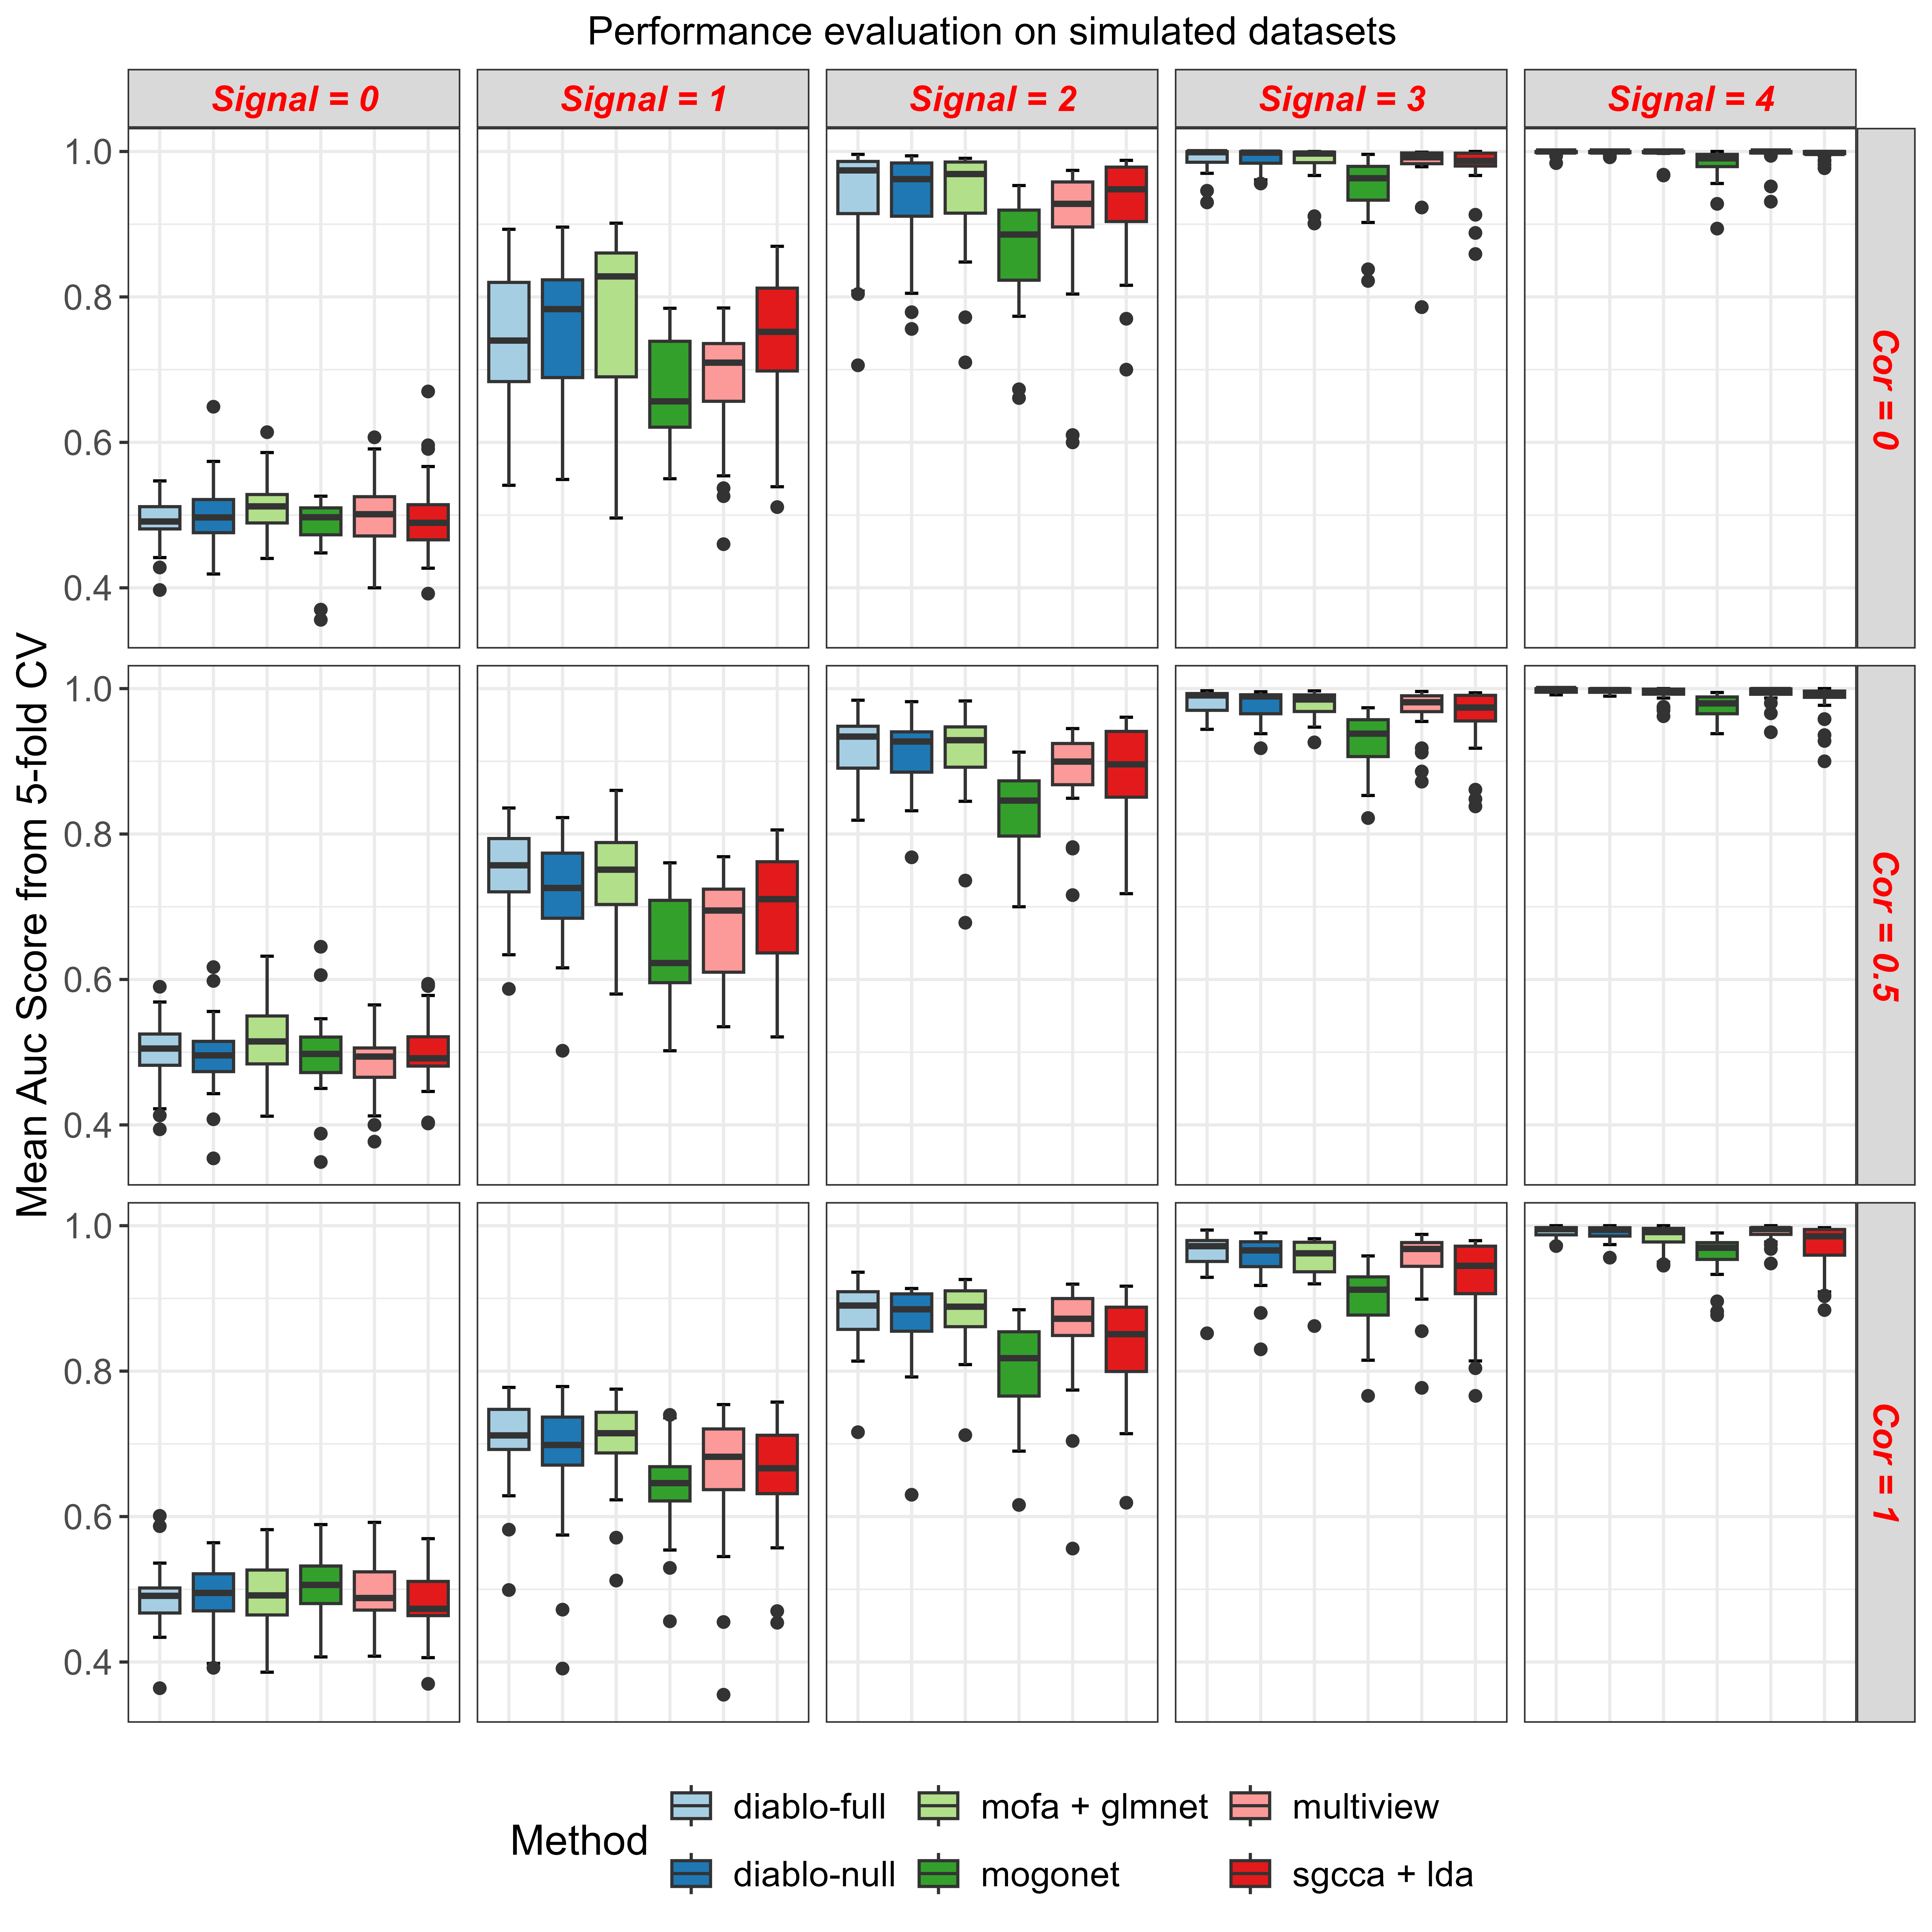 Performance evaluation on simulated datasets
Signal = 0
Signal = 1
Signal = 2
Signal = 3
Signal = 4
Mean Auc Score from 5-fold CV
1.0
0.8
0.6
0.4
Cor = 0
1.0
0.8
0.6
0.4
Cor = 0.5
1.0
0.8
0.6
0.4
Cor = 1
Method
diablo-full
mofa + glmnet
multiview
diablo-null
mogonet
sgcca + lda